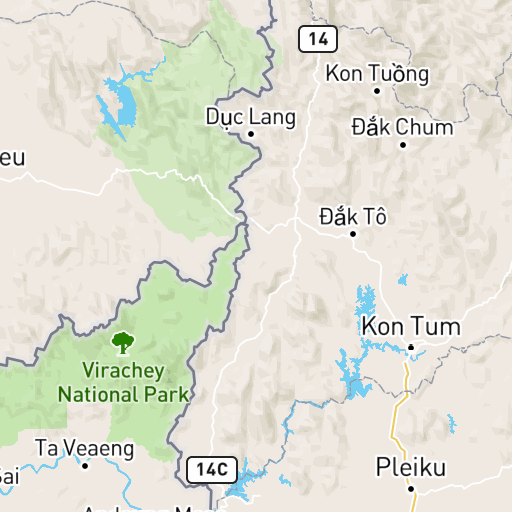 14
Kon Tuồng
Dục Lang
Đắk Chum
eu
Đắk Tô
Kon Tum
Virachey
National Park
Ta Veaeng
14C
Pleiku
Sai